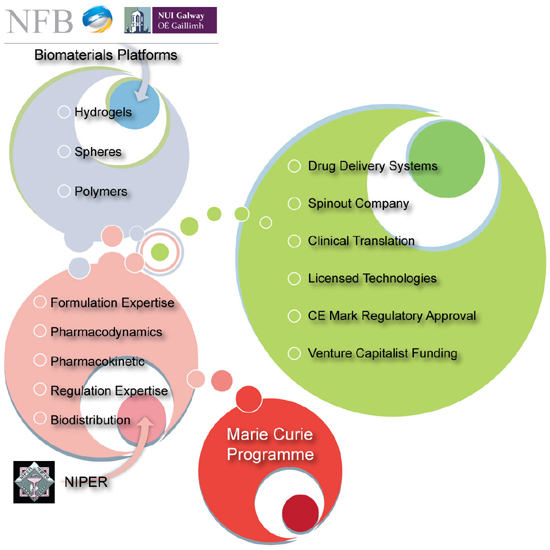 NFB
NUI Galway
OÉ Gaillimh
Biomaterials Platforms
Hydrogels
Spheres
Polymers
Drug Delivery Systems
Spinout Company
Clinical Translation
Licensed Technologies
CE Mark Regulatory Approval
Venture Capitalist Funding
Formulation Expertise
Pharmacodynamics
Pharmacokinetic
Regulation Expertise
Biodistribution
NIPER
Marie Curie
Programme